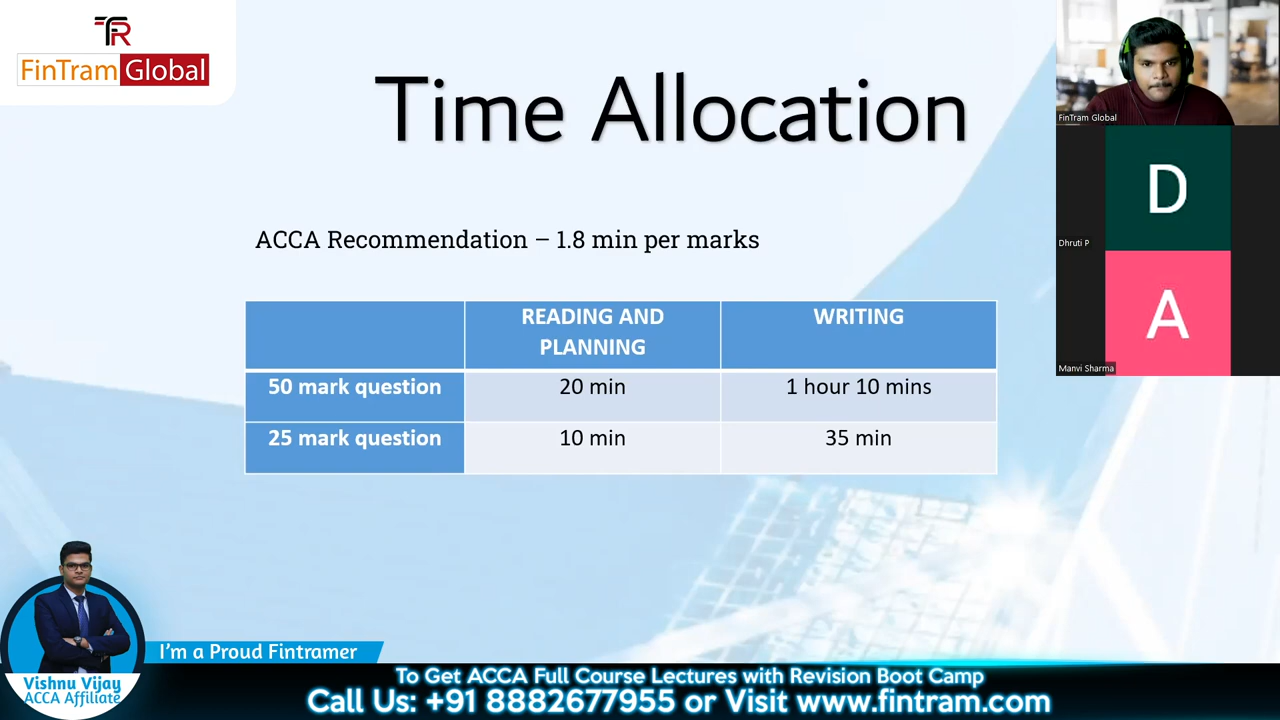 FR
FinTram Global
Time Allocation
ACCA Recommendation – 1.8 min per marks
READING AND
PLANNING
WRITING
50 mark question
20 min
1 hour 10 mins
25 mark question
10 min
35 min
FinTram Global
D
Dhruti P
A
Manvi Sharma
I'm a Proud Fintramer
Vishnu Vijay
ACCA Affiliate
To Get ACCA Full Course Lectures with Revision Boot Camp
Call Us: +91 8882677955 or Visit www.fintram.com